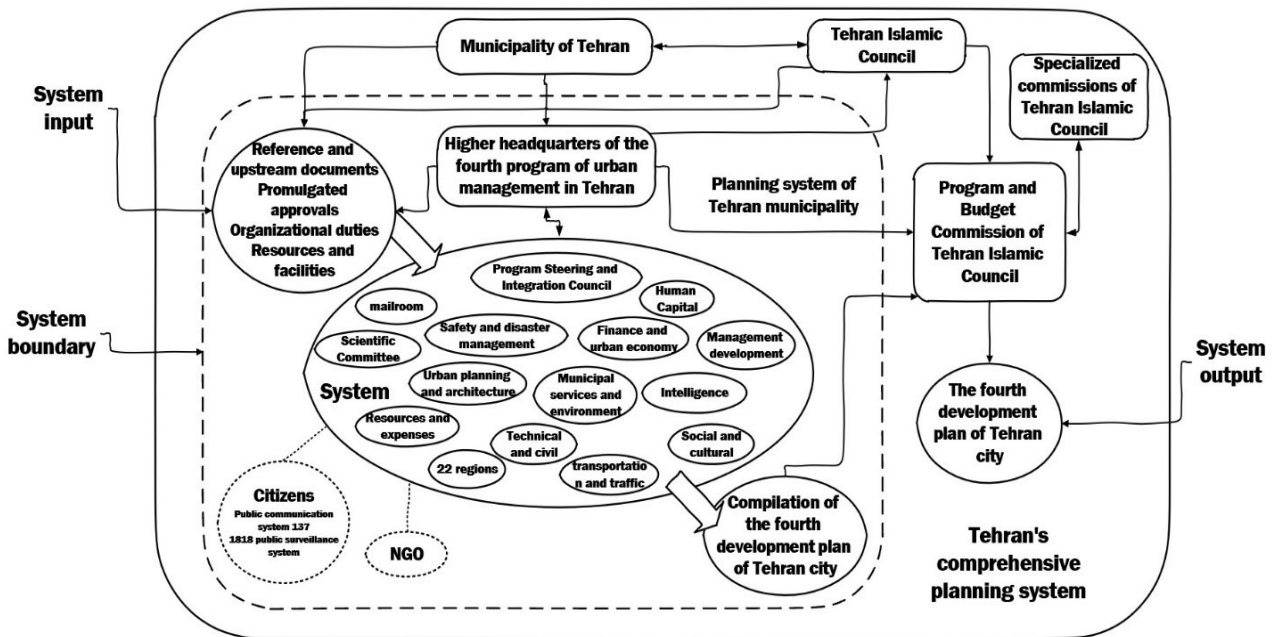 Municipality of Tehran
Tehran Islamic
Council
Specialized
commissions of
Tehran Islamic
Council
System
input
Reference and
upstream documents
Promulgated
approvals
Organizational duties
Resources and
facilities
Higher headquarters of the
fourth program of urban
management in Tehran
Planning system of
Tehran municipality
Program and
Budget
Commission of
Tehran Islamic
Council
System
boundary
Program Steering and
Integration Council
mailroom
Human
Capital
Scientific
Committee
Safety and disaster
management
Finance and
urban economy
Management
development
System
Urban planning
and architecture
Municipal
services and
environment
Intelligence
Resources and
expenses
Technical
and civil
Social and
cultural
22 regions
transportatio
n and traffic
System
output
The fourth
development
plan of Tehran
city
Citizens
Public communication
system 137
1818 public surveillance
system
NGO
Compilation of
the fourth
development plan
of Tehran city
Tehran's
comprehensive
planning system